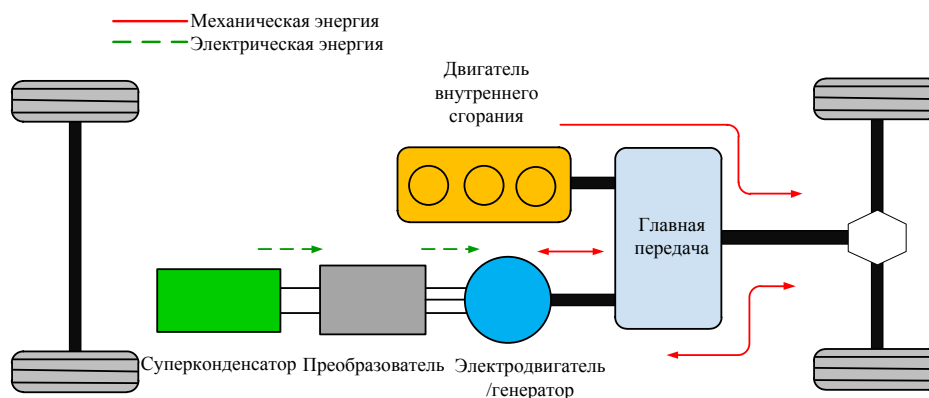 Механическая энергия
Электрическая энергия
Двигатель
внутреннего
сгорания
Главная
передача
Суперконденсатор
Преобразователь
Электродвигатель
/генератор